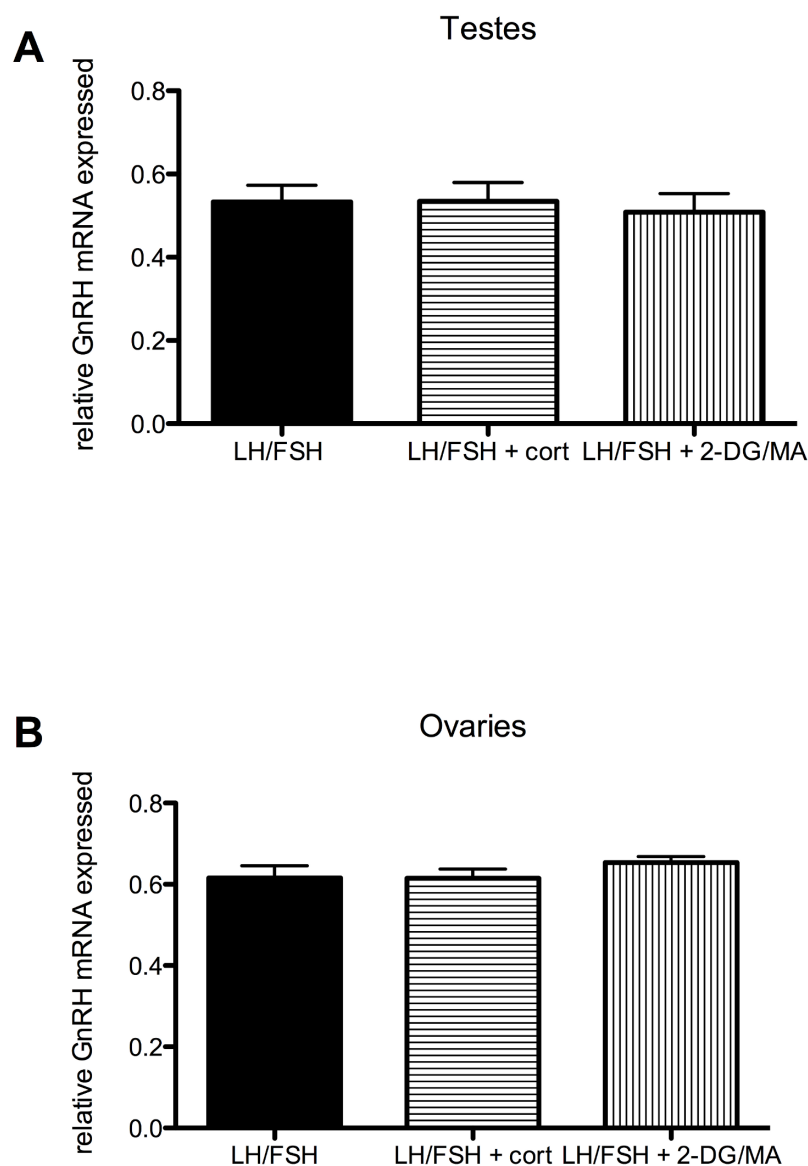 A
Testes
relative GnRH mRNA expressed
0.8
0.6
0.4
0.2
0.0
LH/FSH
LH/FSH + cort
LH/FSH + 2-DG/MA
B
Ovaries
relative GnRH mRNA expressed
0.8
0.6
0.4
0.2
0.0
LH/FSH
LH/FSH + cort
LH/FSH + 2-DG/MA